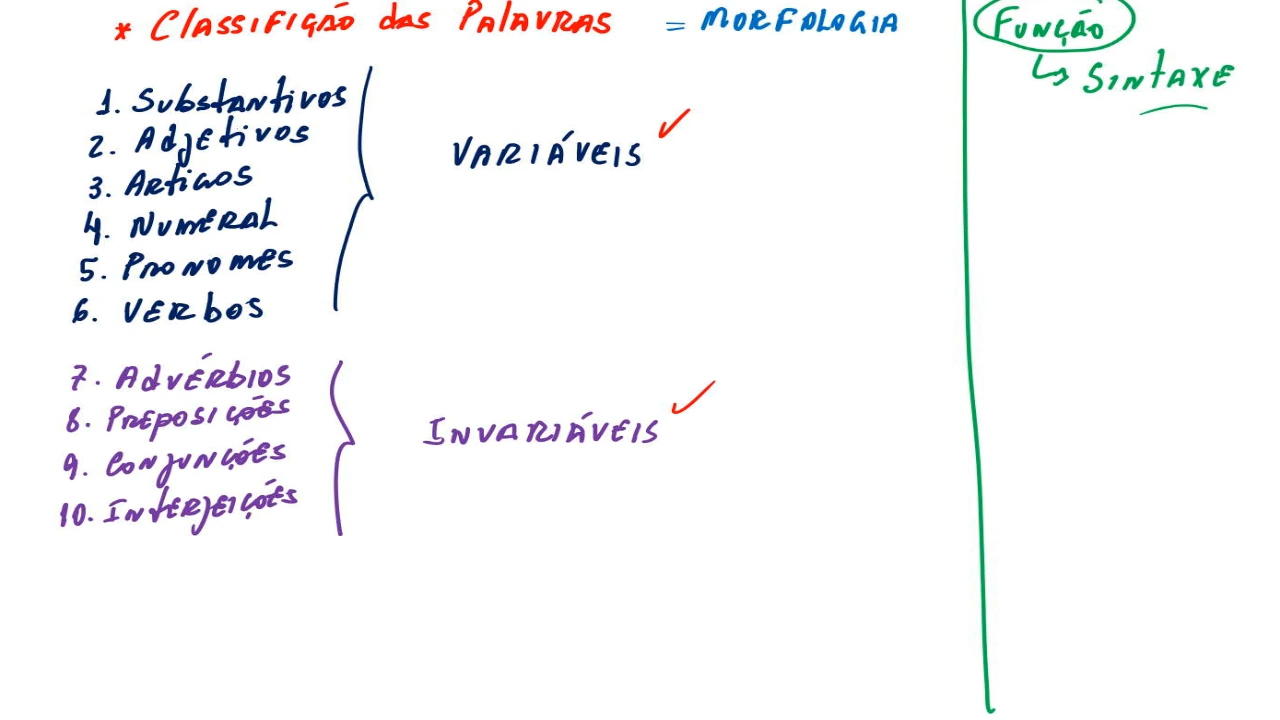 * CLASSIFIÇÃO das PALAVRAS = MORFOLOGIA
1. SubstantIVOS
2. AdjEtIVOS
3. ARtIGOS
4. NUMERAL
5. PRONOMES
6. VERbOS
VARIÁVEIS ✓
7. AdVÉRbIOS
8. PREPOSIÇÕES
9. CONJUNÇÕES
10. INtERJEIÇÕES
INVARIÁVEIS ✓
FUNÇÃO
↳ SINtAXE